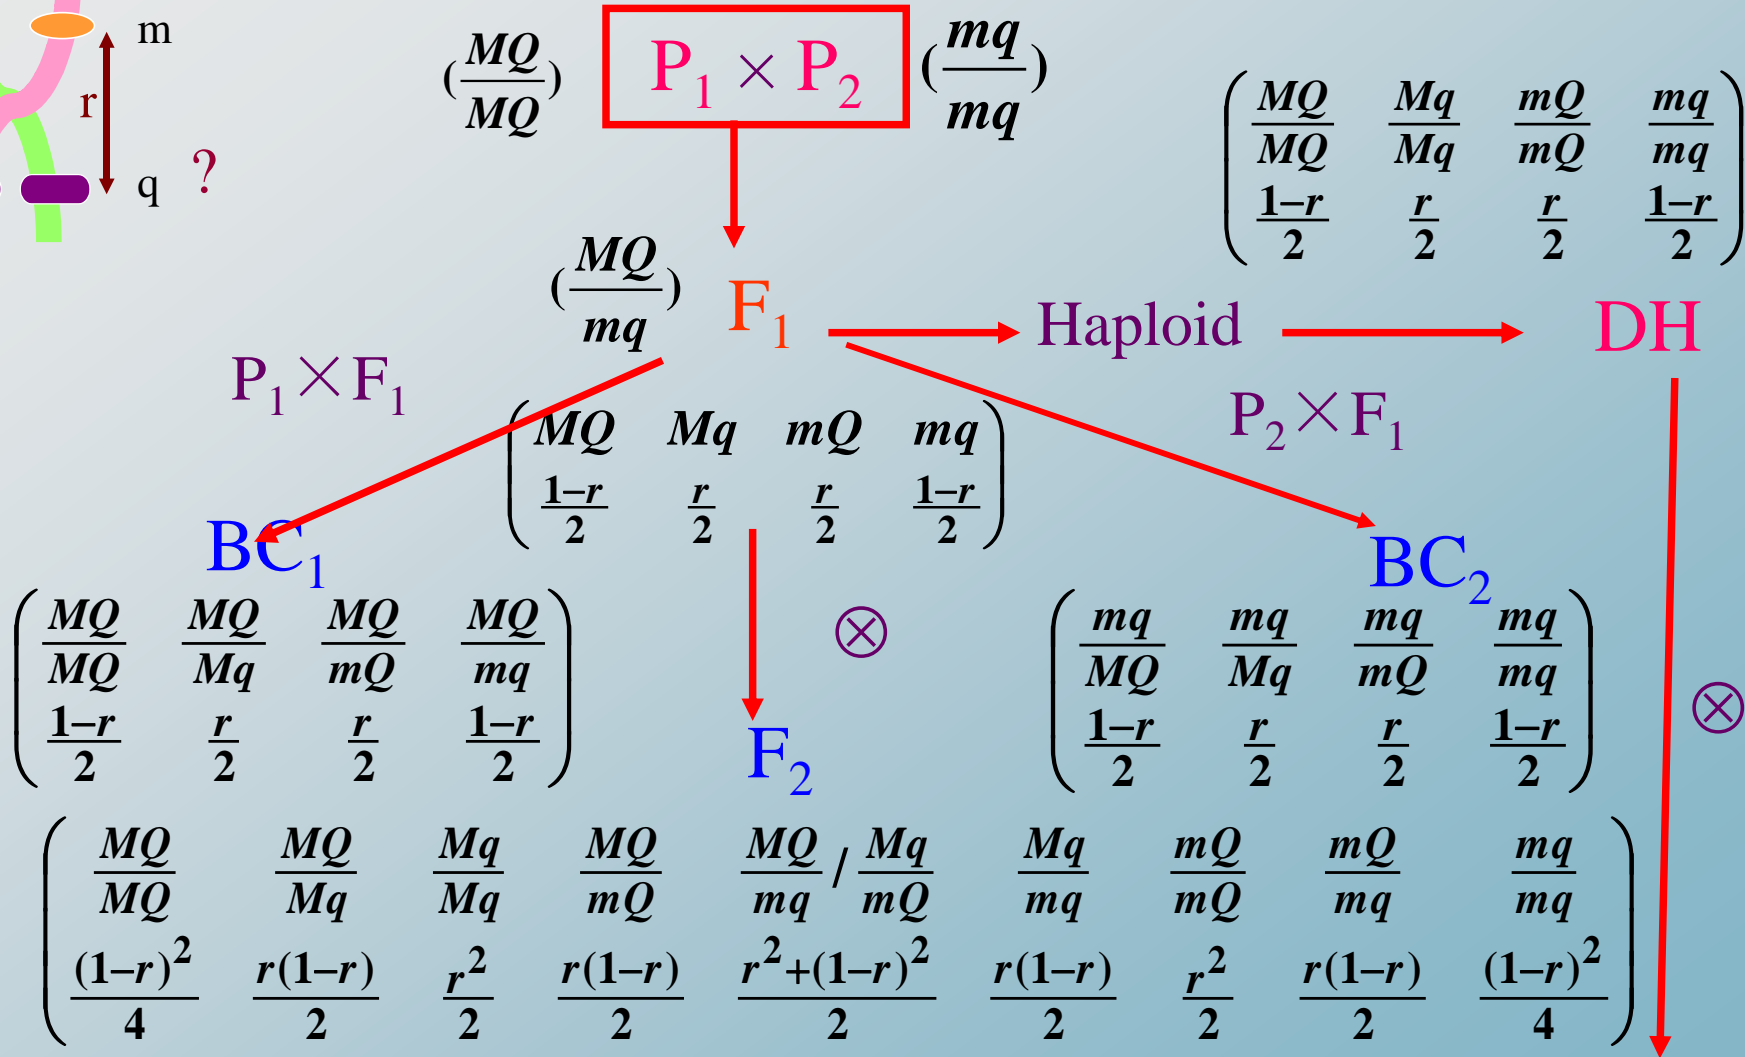 m
r
q ?
(MQ/MQ) P₁ × P₂ (mq/mq)
(MQ/MQ Mq/Mq mQ/mQ mq/mq
(1–r)/2 r/2 r/2 (1–r)/2)
(MQ/mq) F₁ Haploid DH
P₁×F₁
P₂×F₁
(MQ Mq mQ mq
(1–r)/2 r/2 r/2 (1–r)/2)
BC₁
BC₂
(MQ/MQ MQ/Mq MQ/mQ MQ/mq
(1–r)/2 r/2 r/2 (1–r)/2)
⊗
(mq/MQ mq/Mq mq/mQ mq/mq
(1–r)/2 r/2 r/2 (1–r)/2)
⊗
F₂
(MQ/MQ MQ/Mq Mq/Mq MQ/mQ MQ/mq / Mq/mQ Mq/mq mQ/mQ mQ/mq mq/mq
(1–r)²/4 r(1–r)/2 r²/2 r(1–r)/2 (r²+(1–r)²)/2 r(1–r)/2 r²/2 r(1–r)/2 (1–r)²/4)